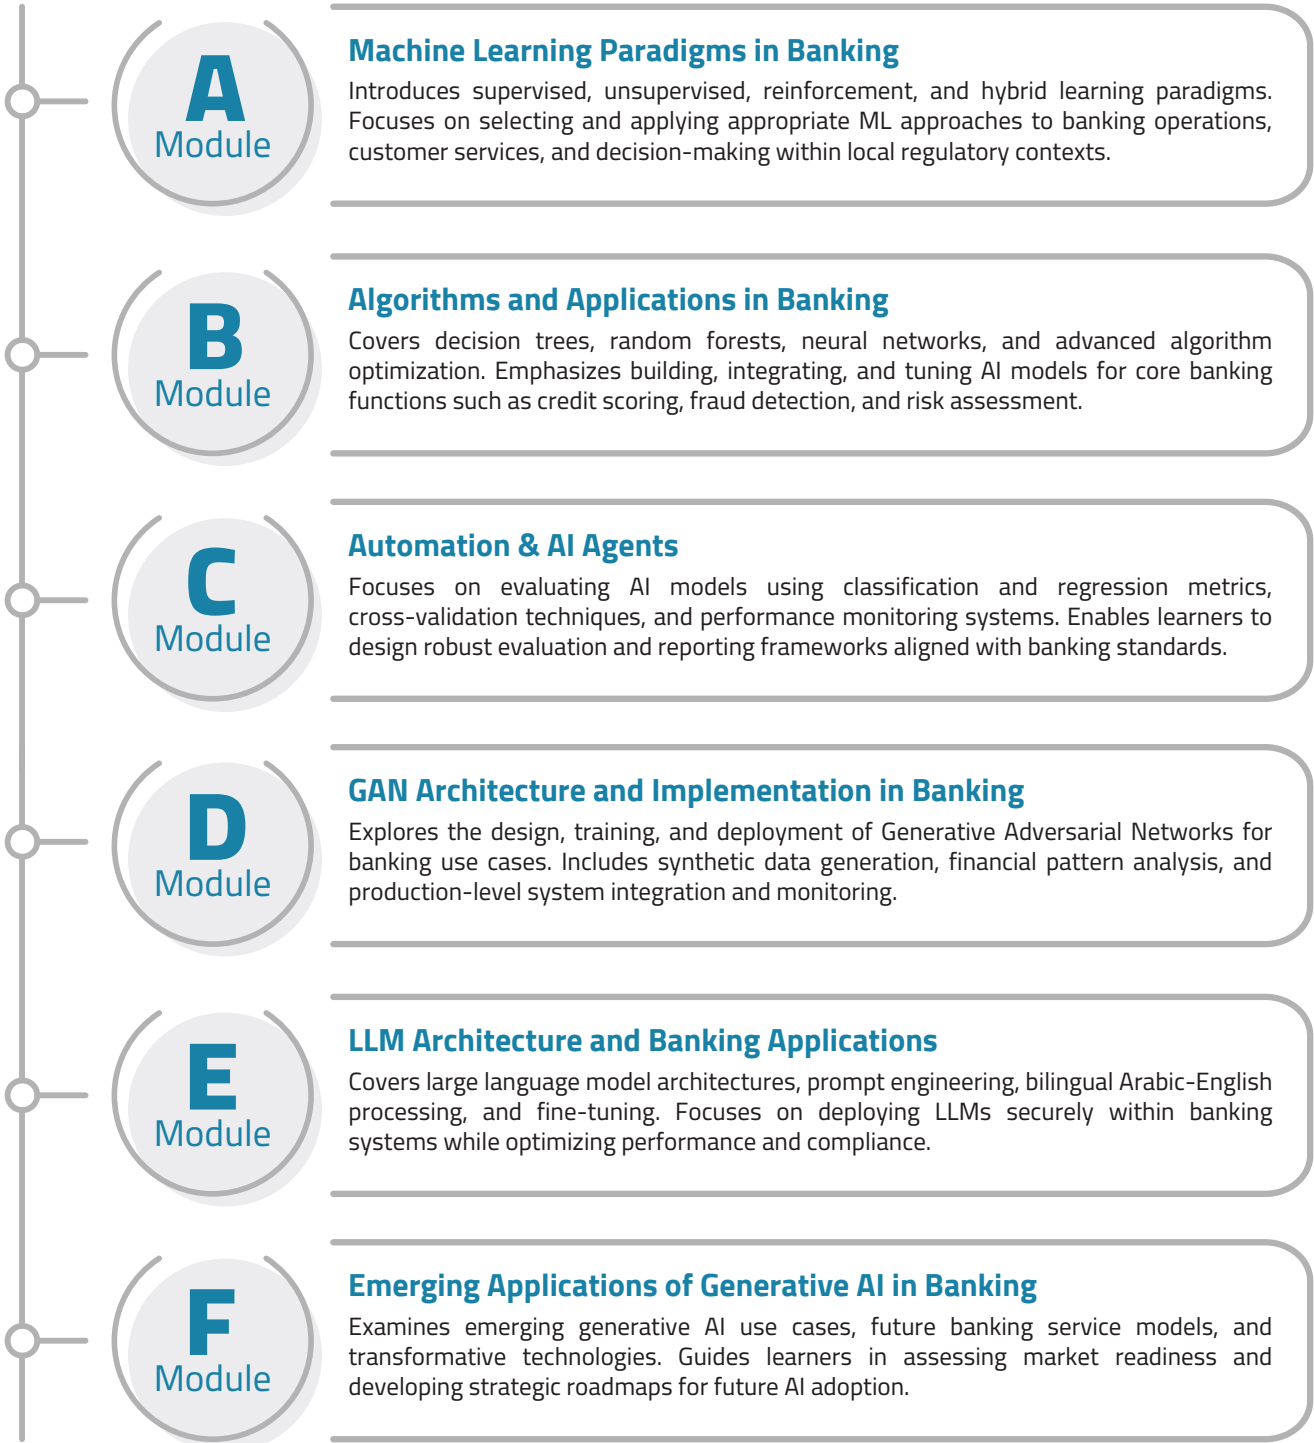 A
Module
Machine Learning Paradigms in Banking
Introduces supervised, unsupervised, reinforcement, and hybrid learning paradigms.
Focuses on selecting and applying appropriate ML approaches to banking operations,
customer services, and decision-making within local regulatory contexts.
B
Module
Algorithms and Applications in Banking
Covers decision trees, random forests, neural networks, and advanced algorithm
optimization. Emphasizes building, integrating, and tuning AI models for core banking
functions such as credit scoring, fraud detection, and risk assessment.
C
Module
Automation & AI Agents
Focuses on evaluating AI models using classification and regression metrics,
cross-validation techniques, and performance monitoring systems. Enables learners to
design robust evaluation and reporting frameworks aligned with banking standards.
D
Module
GAN Architecture and Implementation in Banking
Explores the design, training, and deployment of Generative Adversarial Networks for
banking use cases. Includes synthetic data generation, financial pattern analysis, and
production-level system integration and monitoring.
E
Module
LLM Architecture and Banking Applications
Covers large language model architectures, prompt engineering, bilingual Arabic-English
processing, and fine-tuning. Focuses on deploying LLMs securely within banking
systems while optimizing performance and compliance.
F
Module
Emerging Applications of Generative AI in Banking
Examines emerging generative AI use cases, future banking service models, and
transformative technologies. Guides learners in assessing market readiness and
developing strategic roadmaps for future AI adoption.